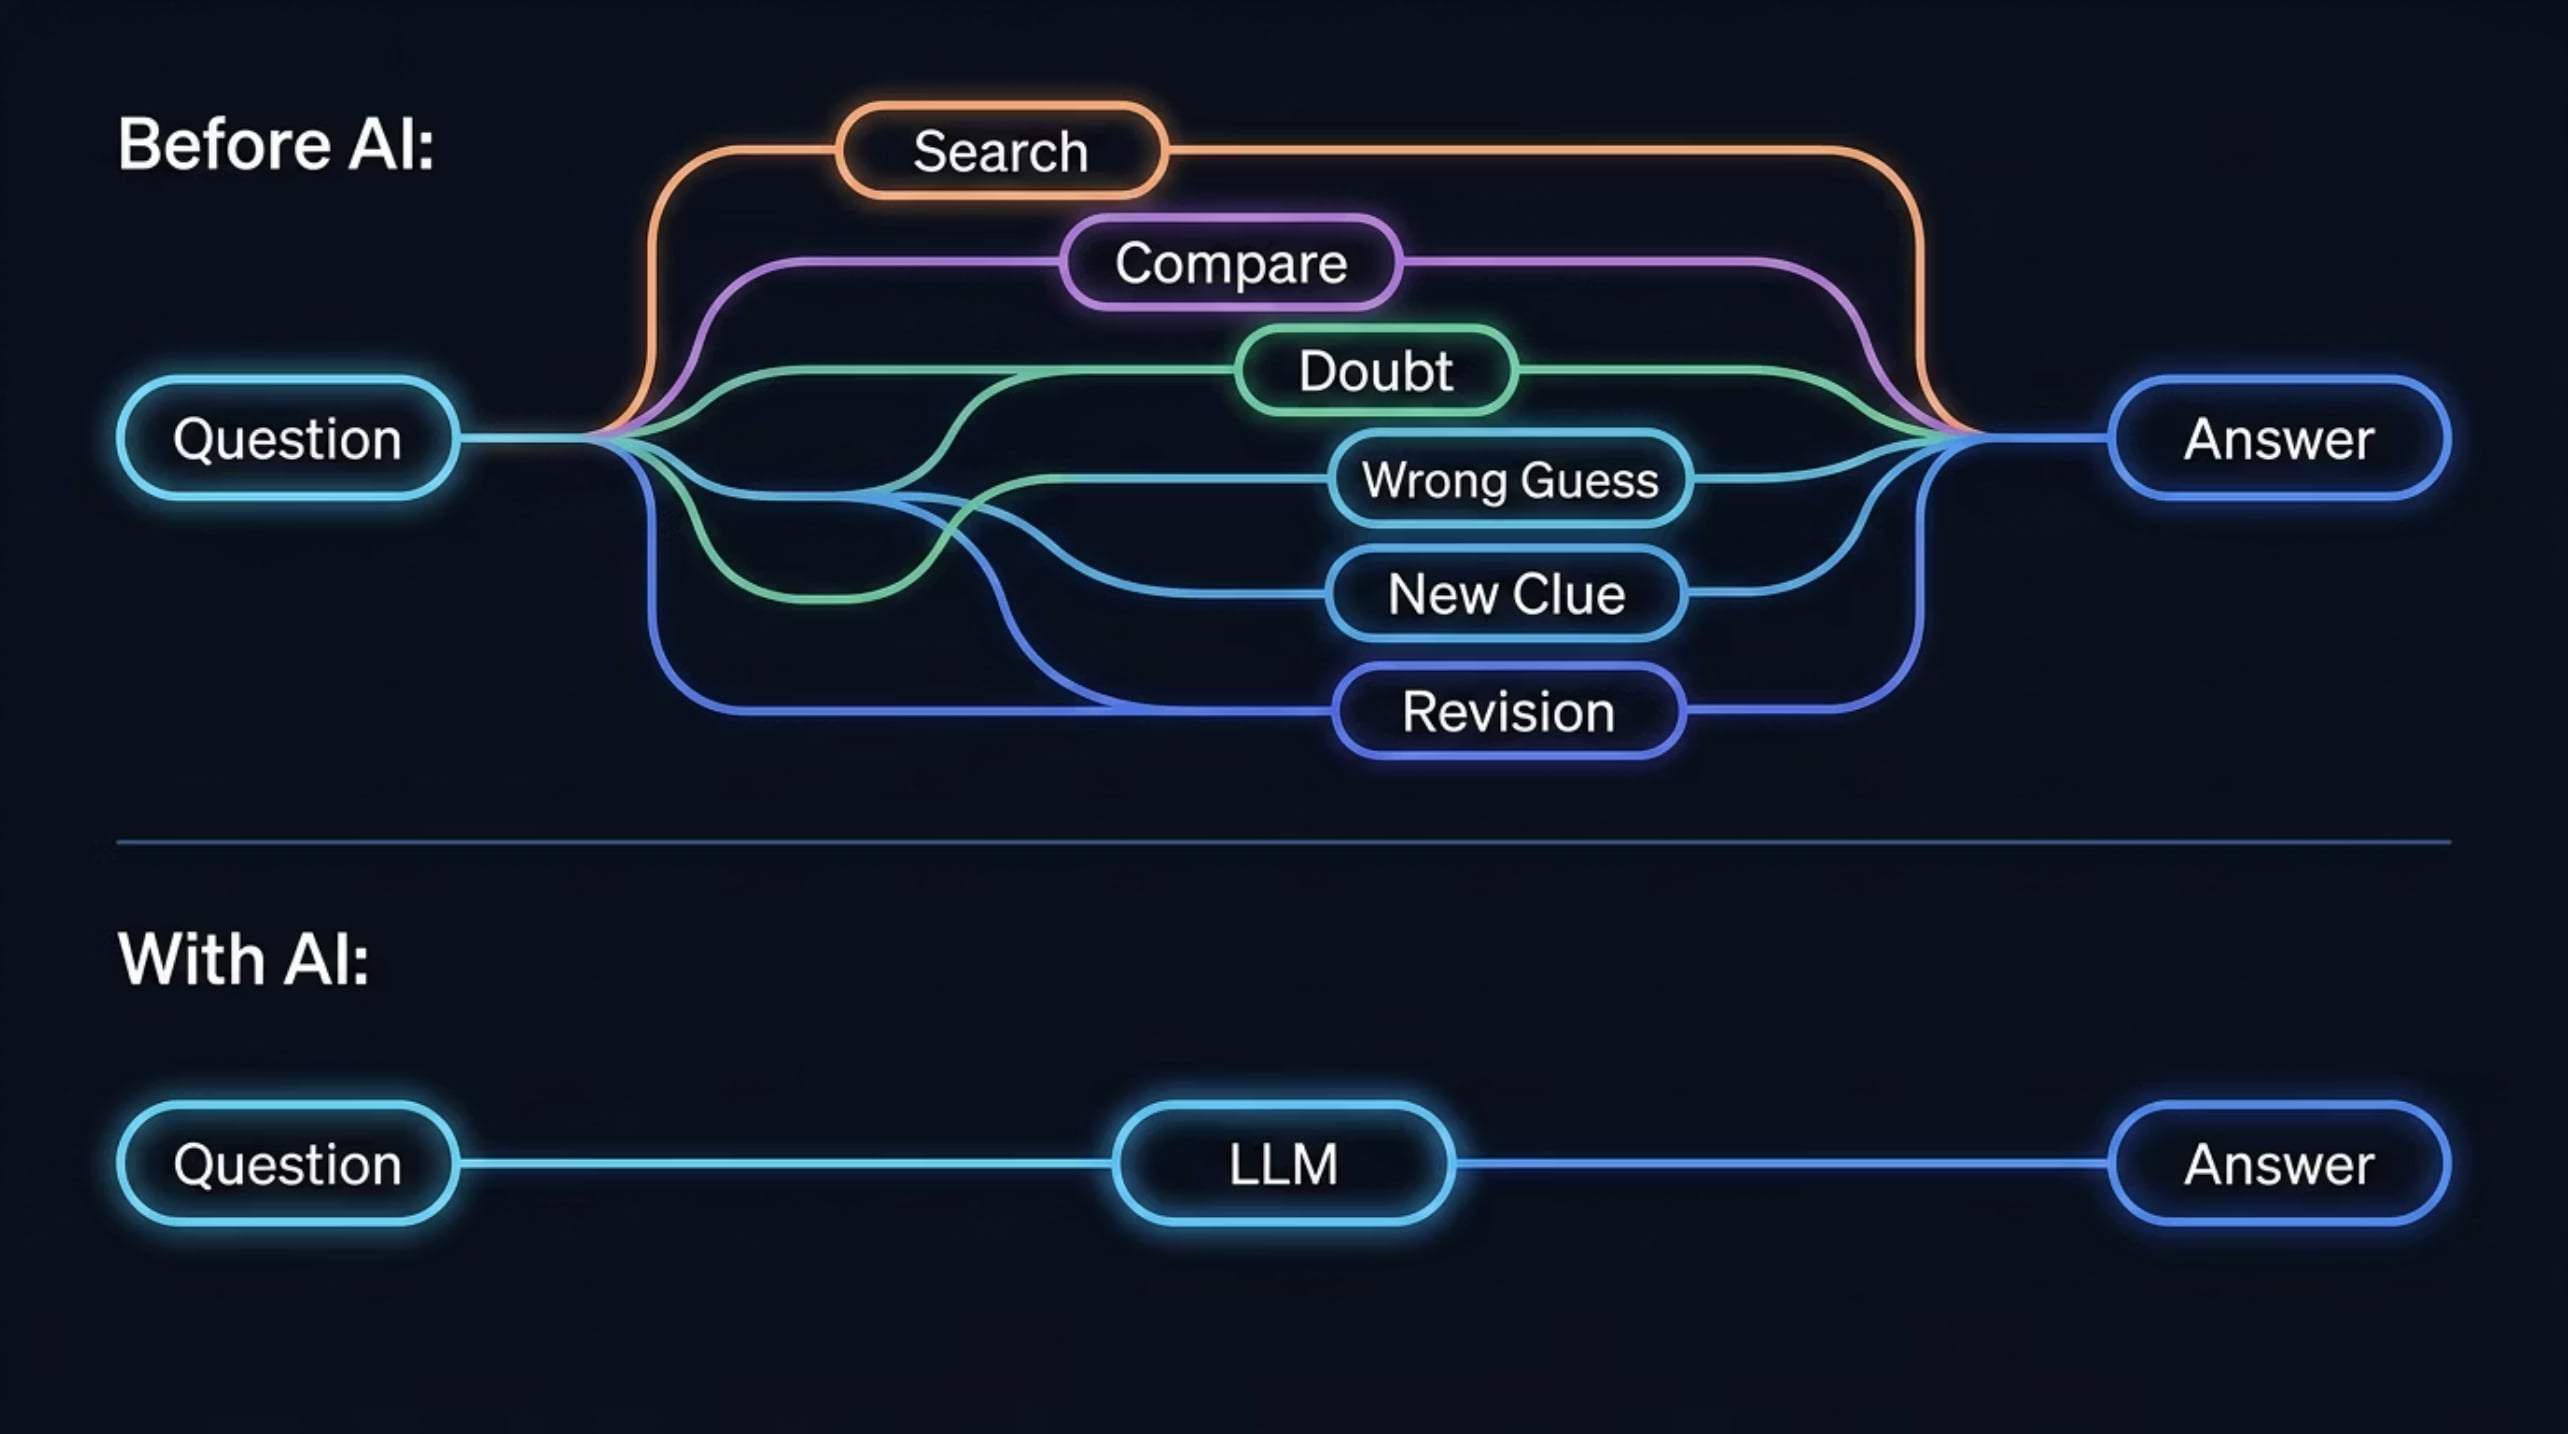 Before AI:
Search
Compare
Doubt
Question
Answer
Wrong Guess
New Clue
Revision
With AI:
Question
LLM
Answer